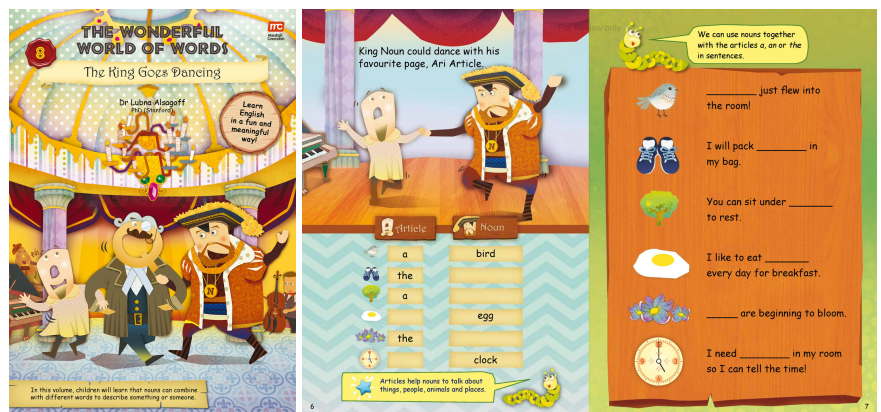 8
THE WONDERFUL
WORLD OF WORDS
Marshall
Cavendish
The King Goes Dancing
Dr Lubna Alsagoff
PhD (Stanford)
Learn
English
in a fun and
meaningful
way!
N
In this volume, children will learn that nouns can combine
with different words to describe something or someone.
King Noun could dance with his
favourite page, Ari Article.
N
Article Noun
a bird
the
a
egg
the
clock
Articles help nouns to talk about
things, people, animals and places.
6
We can use nouns together
with the articles a, an or the
in sentences.
________ just flew into
the room!
I will pack ________ in
my bag.
You can sit under _______
to rest.
I like to eat _______
every day for breakfast.
_____ are beginning to bloom.
I need ________ in my room
so I can tell the time!
7